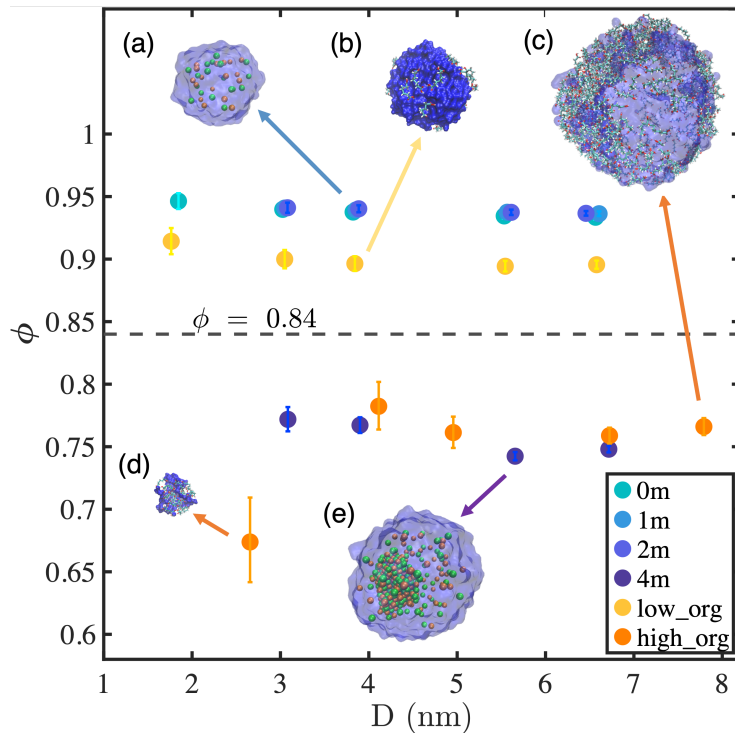 (a)
(b)
(c)
1
0.95
0.9
0.85
0.8
0.75
0.7
0.65
0.6
ϕ
ϕ = 0.84
(d)
(e)
0m
1m
2m
4m
low_org
high_org
1 2 3 4 5 6 7 8
D (nm)